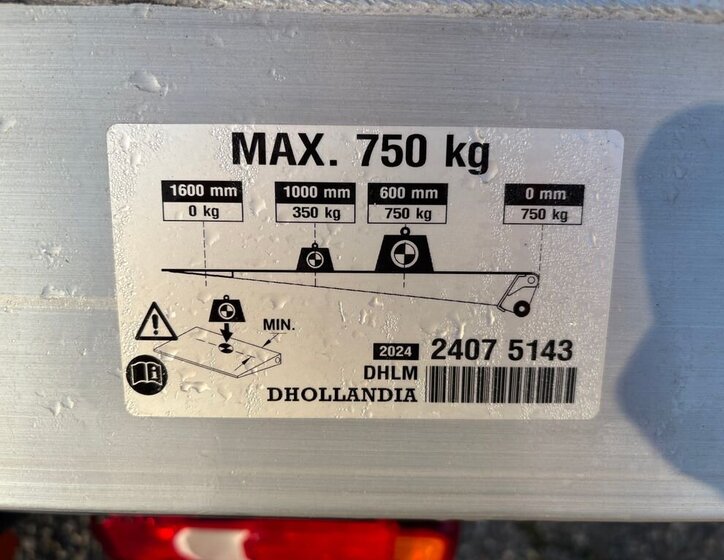 MAX. 750 kg
1600 mm 1000 mm 600 mm 0 mm
0 kg 350 kg 750 kg 750 kg
MIN.
2024 2407 5143
DHLM
DHOLLANDIA